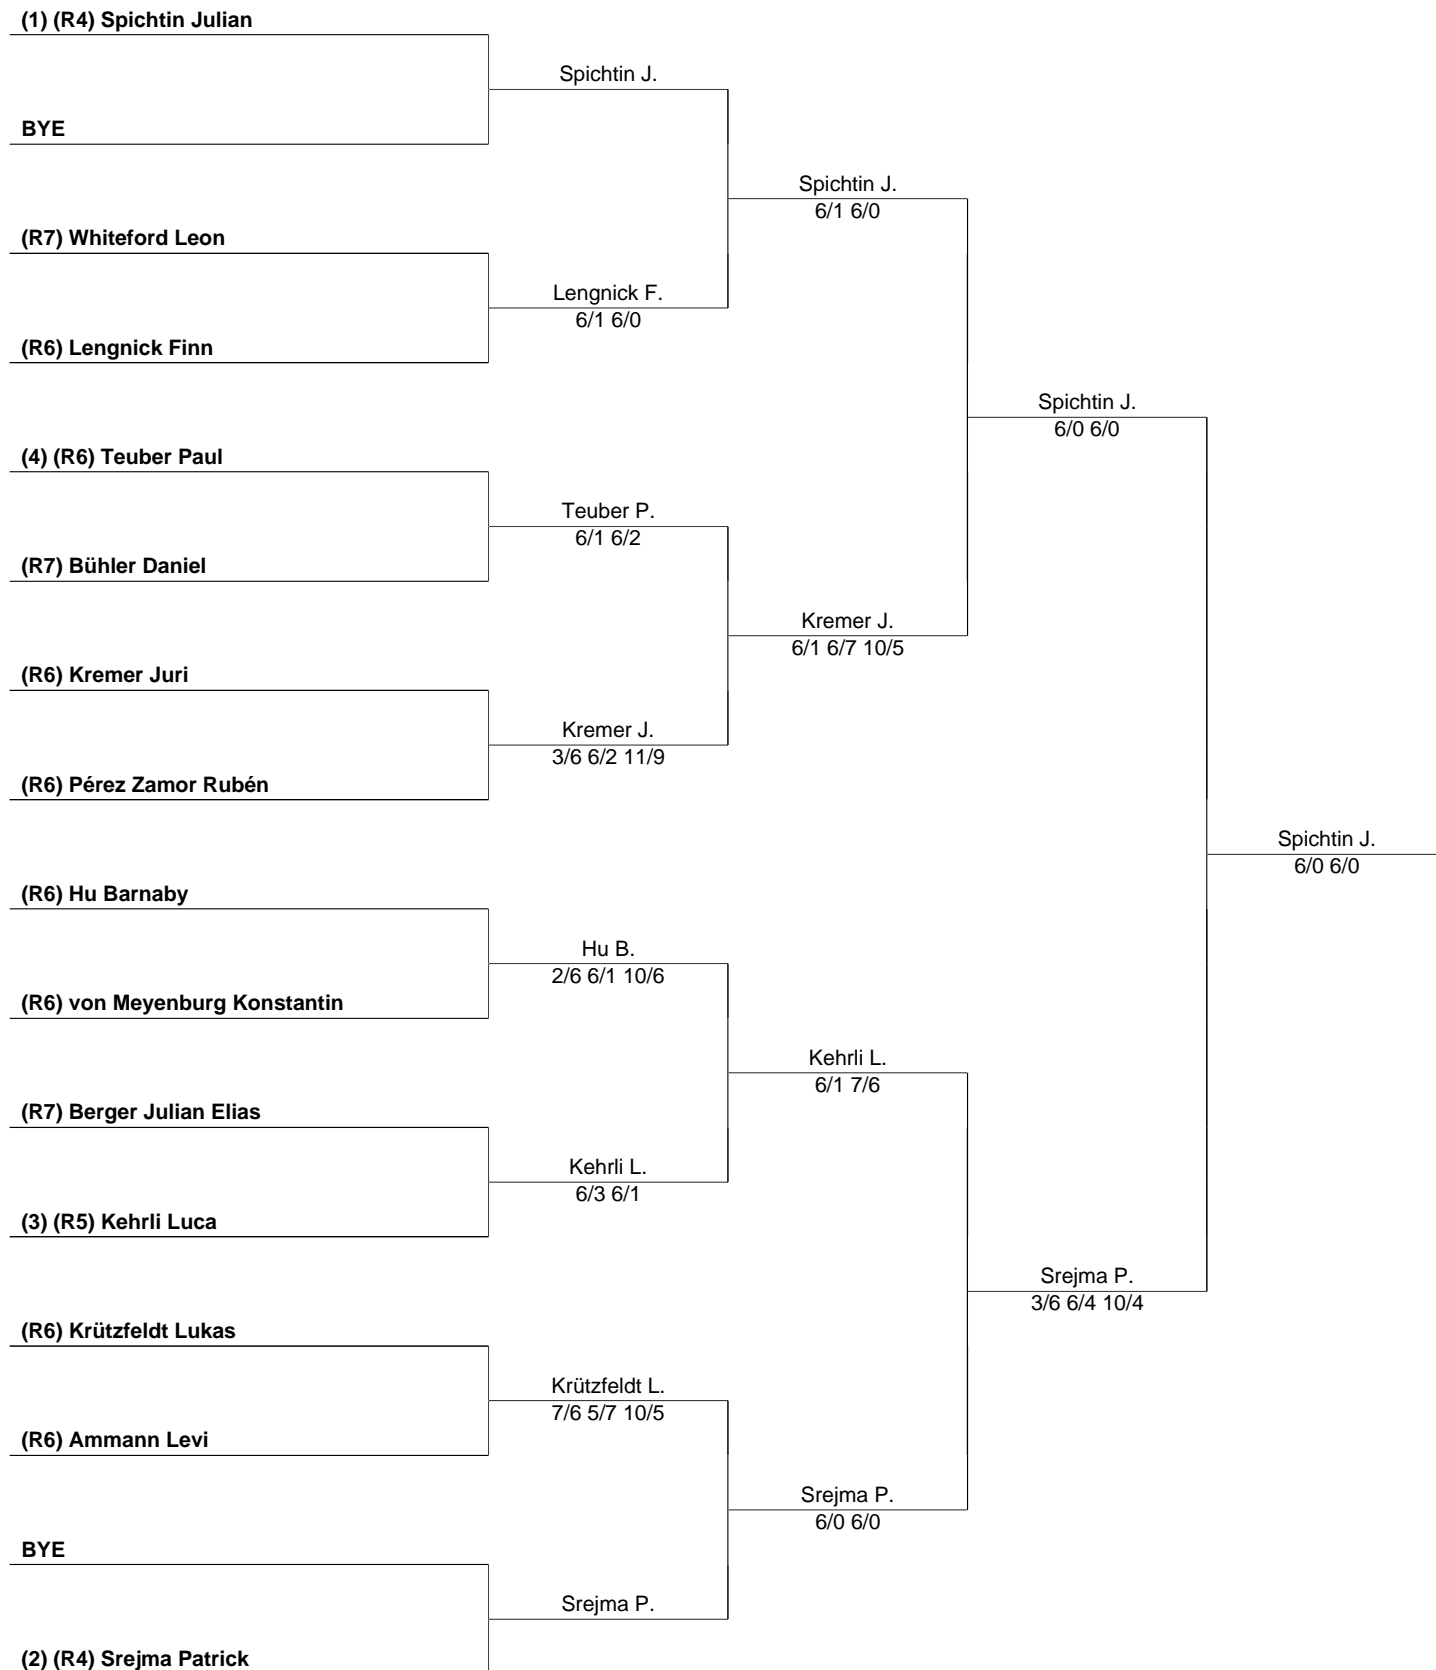 (1) (R4) Spichtin Julian
Spichtin J.
BYE
Spichtin J.
6/1 6/0
(R7) Whiteford Leon
Lengnick F.
6/1 6/0
(R6) Lengnick Finn
Spichtin J.
6/0 6/0
(4) (R6) Teuber Paul
Teuber P.
6/1 6/2
(R7) Bühler Daniel
Kremer J.
6/1 6/7 10/5
(R6) Kremer Juri
Kremer J.
3/6 6/2 11/9
(R6) Pérez Zamor Rubén
Spichtin J.
6/0 6/0
(R6) Hu Barnaby
Hu B.
2/6 6/1 10/6
(R6) von Meyenburg Konstantin
Kehrli L.
6/1 7/6
(R7) Berger Julian Elias
Kehrli L.
6/3 6/1
(3) (R5) Kehrli Luca
Srejma P.
3/6 6/4 10/4
(R6) Krützfeldt Lukas
Krützfeldt L.
7/6 5/7 10/5
(R6) Ammann Levi
Srejma P.
6/0 6/0
BYE
Srejma P.
(2) (R4) Srejma Patrick